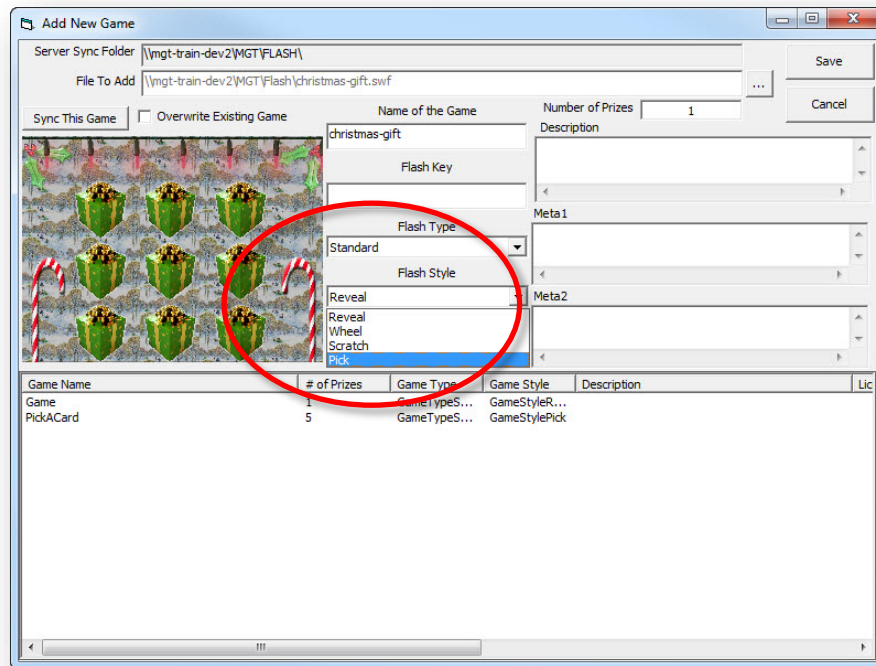 Add New Game
Server Sync Folder \\mgt-train-dev2\MGT\FLASH\
Save
File To Add \\mgt-train-dev2\MGT\Flash\christmas-gift.swf
...
Cancel
Sync This Game Overwrite Existing Game
Name of the Game
christmas-gift
Flash Key
Flash Type
Standard
Flash Style
Reveal
Reveal
Wheel
Scratch
Pick
Number of Prizes 1
Description
Meta1
Meta2
Game Name # of Prizes Game Type Game Style Description Lic
Game 1 GameTypeS... GameStyleR...
PickACard 5 GameTypeS... GameStylePick